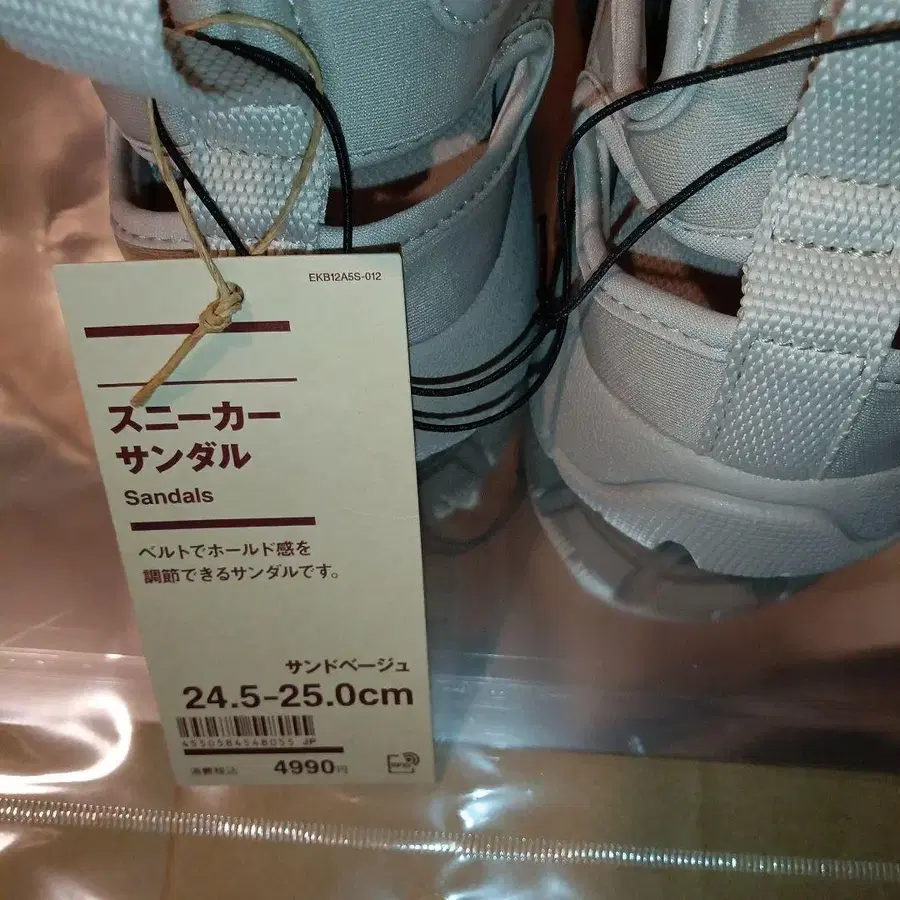 EKB12A5S-012
スニーカー
サンダル
Sandals
ベルトでホールド感を
調節できるサンダルです。
サンドベージュ
24.5-25.0cm
4550584548055 JP
消費税込 4990円